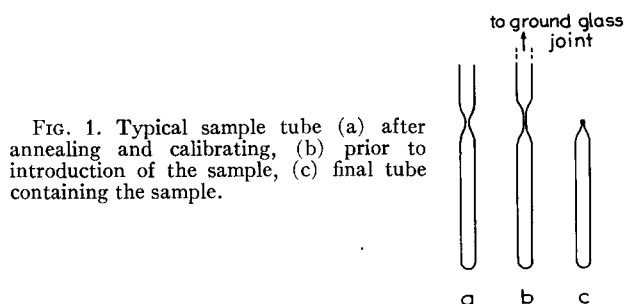 to ground glass
joint
FIG. 1. Typical sample tube (a) after
annealing and calibrating, (b) prior to
introduction of the sample, (c) final tube
containing the sample.
a b c